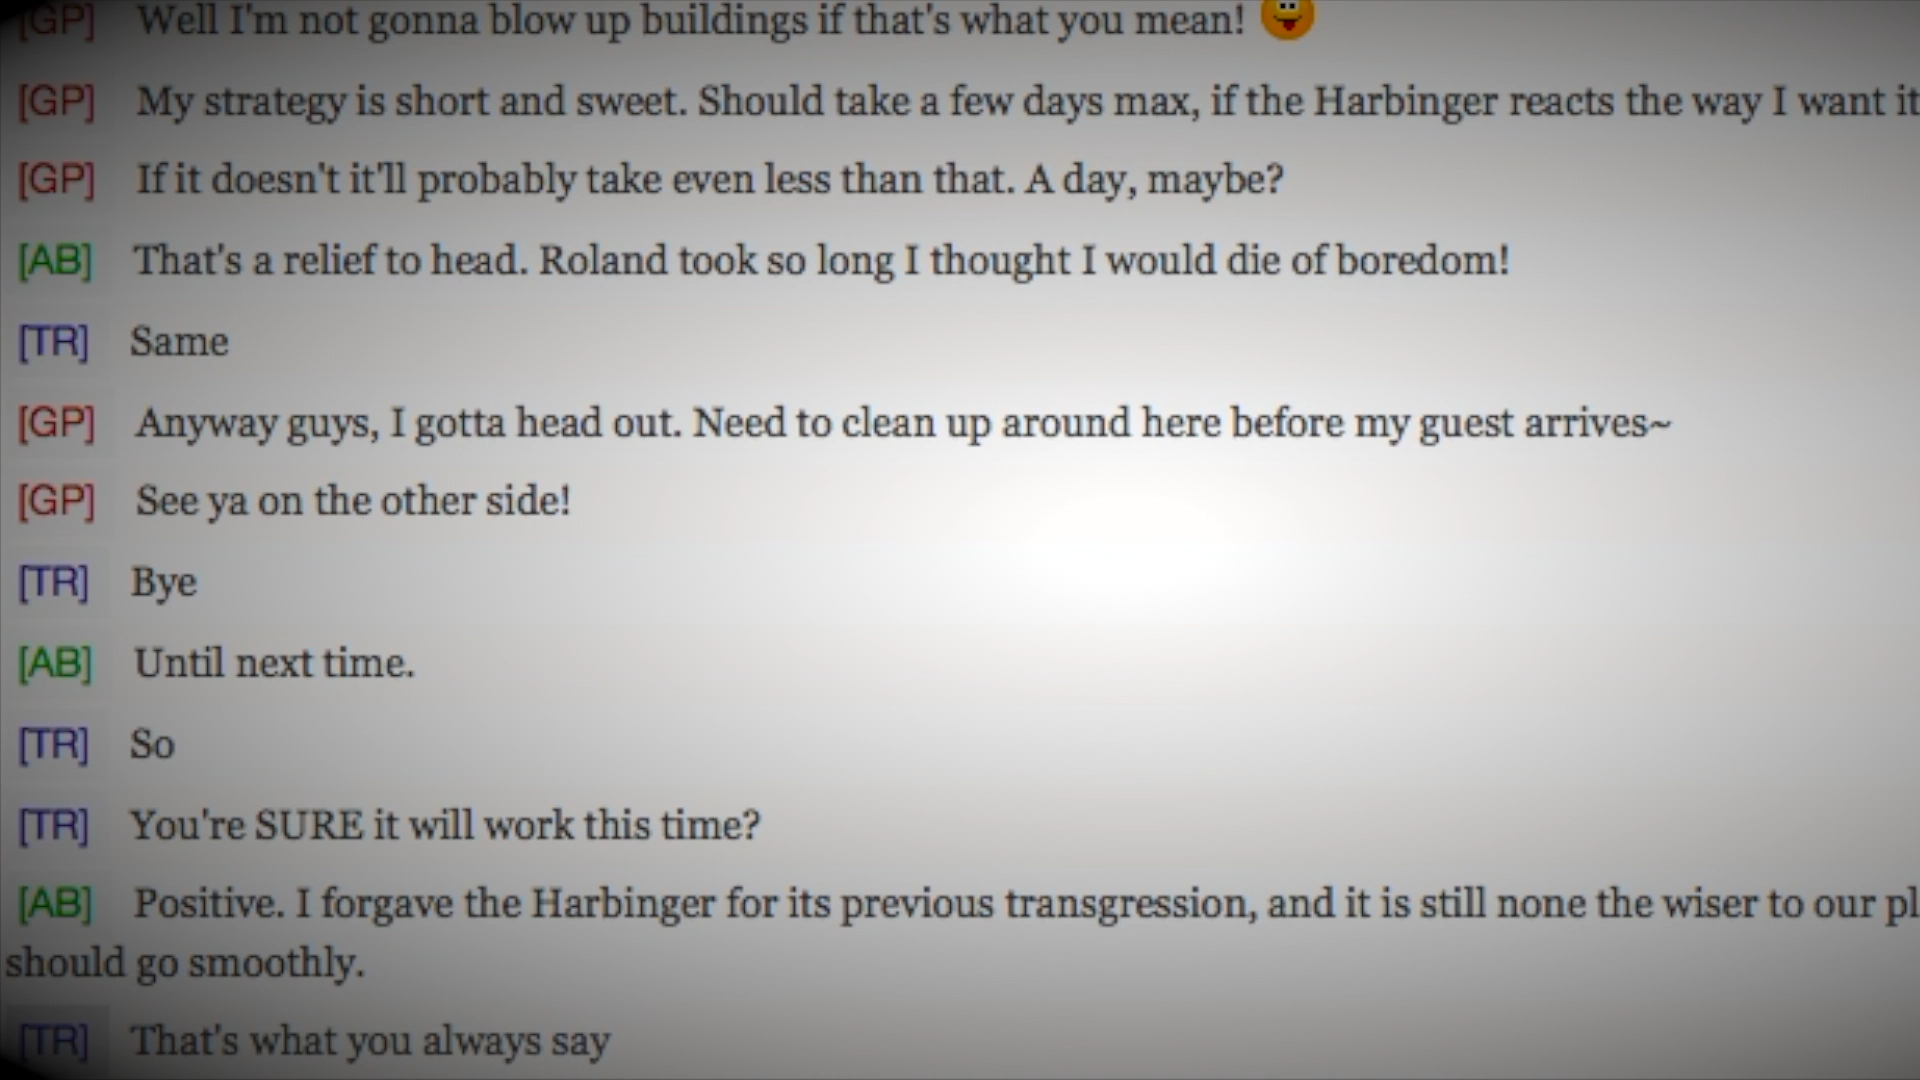 [GP] Well I'm not gonna blow up buildings if that's what you mean!
[GP] My strategy is short and sweet. Should take a few days max, if the Harbinger reacts the way I want it
[GP] If it doesn't it'll probably take even less than that. A day, maybe?
[AB] That's a relief to head. Roland took so long I thought I would die of boredom!
[TR] Same
[GP] Anyway guys, I gotta head out. Need to clean up around here before my guest arrives~
[GP] See ya on the other side!
[TR] Bye
[AB] Until next time.
[TR] So
[TR] You're SURE it will work this time?
[AB] Positive. I forgave the Harbinger for its previous transgression, and it is still none the wiser to our pl
should go smoothly.
[TR] That's what you always say